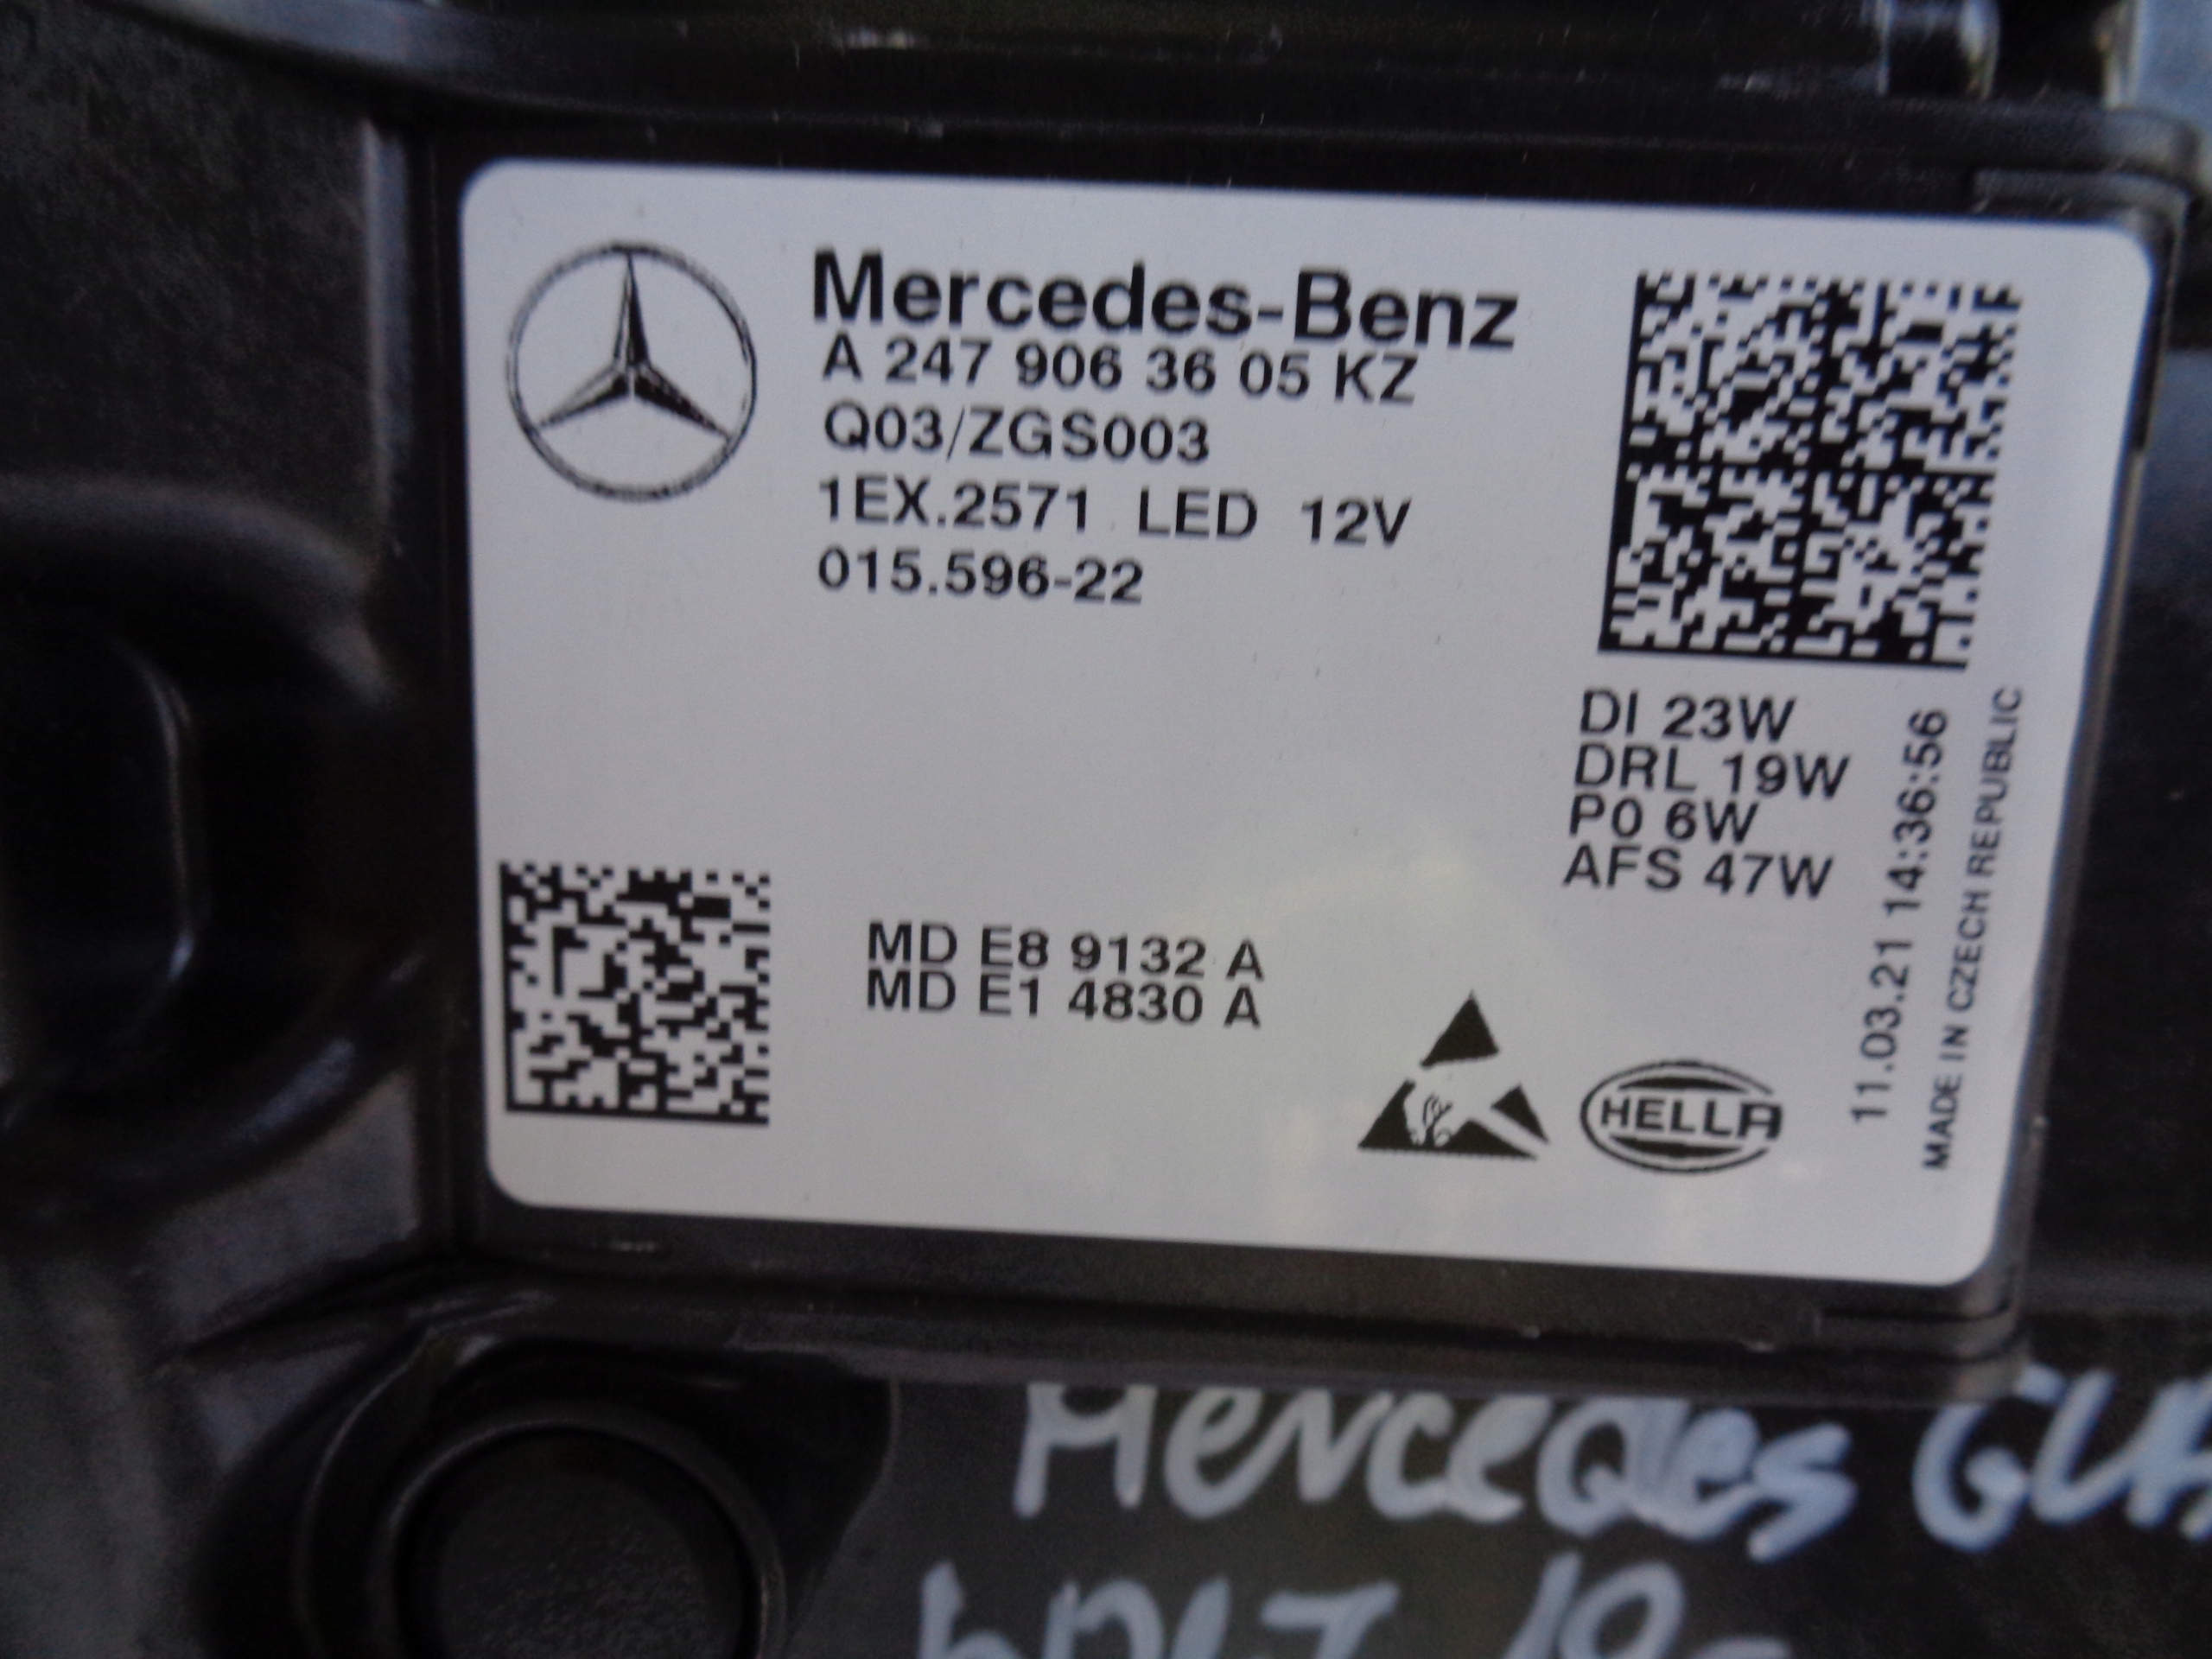 Mercedes-Benz
A 247 906 36 05 KZ
Q03/ZGS003
1EX.2571 LED 12V
015.596-22
DI 23W
DRL 19W
P0 6W
AFS 47W
11.03.21 14:36:56
MADE IN CZECH REPUBLIC
MD E8 9132 A
MD E1 4830 A
HELLA
Mercedes GLA